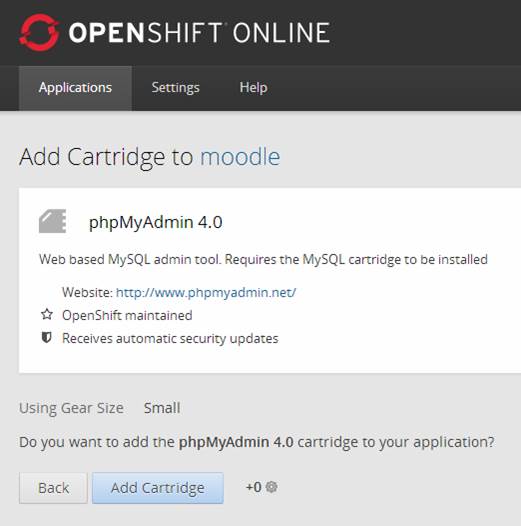 OPENSHIFT ONLINE
Applications Settings Help
Add Cartridge to moodle
phpMyAdmin 4.0
Web based MySQL admin tool. Requires the MySQL cartridge to be installed
Website: http://www.phpmyadmin.net/
OpenShift maintained
Receives automatic security updates
Using Gear Size Small
Do you want to add the phpMyAdmin 4.0 cartridge to your application?
Back Add Cartridge +0